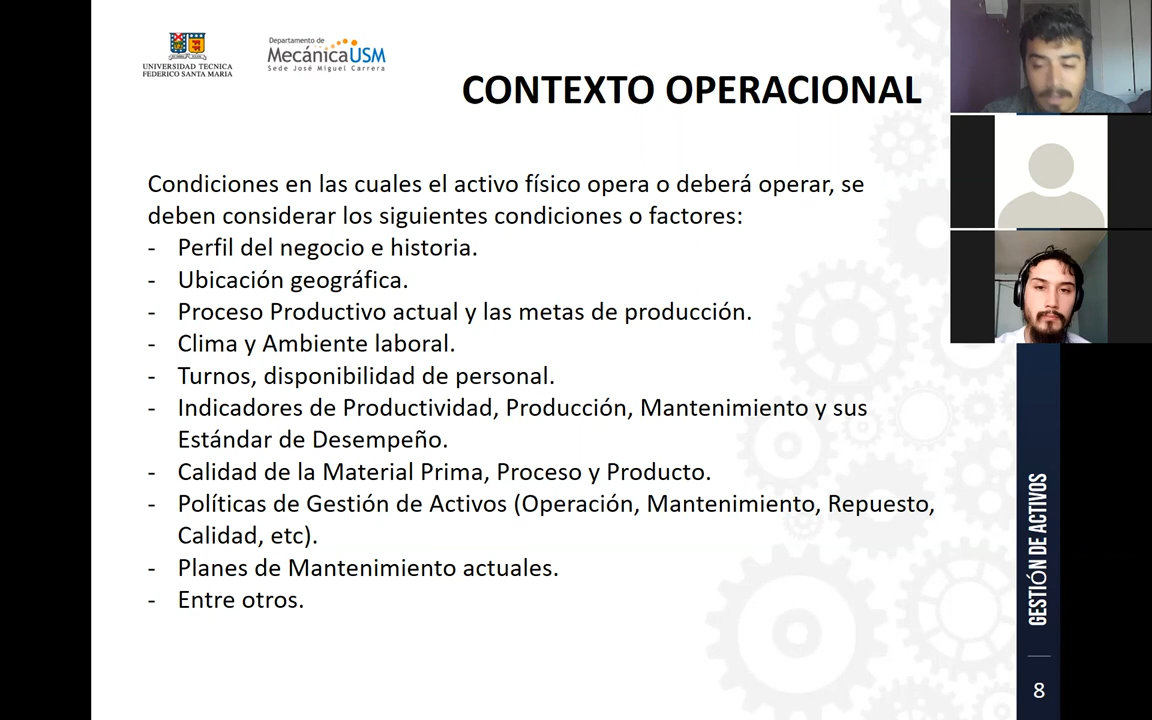 UNIVERSIDAD TECNICA
FEDERICO SANTA MARIA
Departamento de
MecánicaUSM
Sede José Miguel Carrera
CONTEXTO OPERACIONAL
Condiciones en las cuales el activo físico opera o deberá operar, se
deben considerar los siguientes condiciones o factores:
- Perfil del negocio e historia.
- Ubicación geográfica.
- Proceso Productivo actual y las metas de producción.
- Clima y Ambiente laboral.
- Turnos, disponibilidad de personal.
- Indicadores de Productividad, Producción, Mantenimiento y sus
Estándar de Desempeño.
- Calidad de la Material Prima, Proceso y Producto.
- Políticas de Gestión de Activos (Operación, Mantenimiento, Repuesto,
Calidad, etc).
- Planes de Mantenimiento actuales.
- Entre otros.
GESTIÓN DE ACTIVOS
8